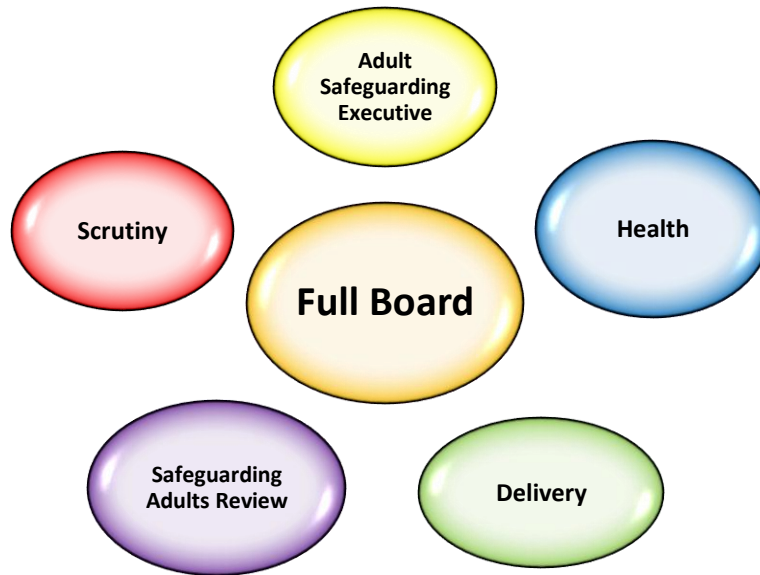 Adult
Safeguarding
Executive
Scrutiny
Health
Full Board
Safeguarding
Adults Review
Delivery